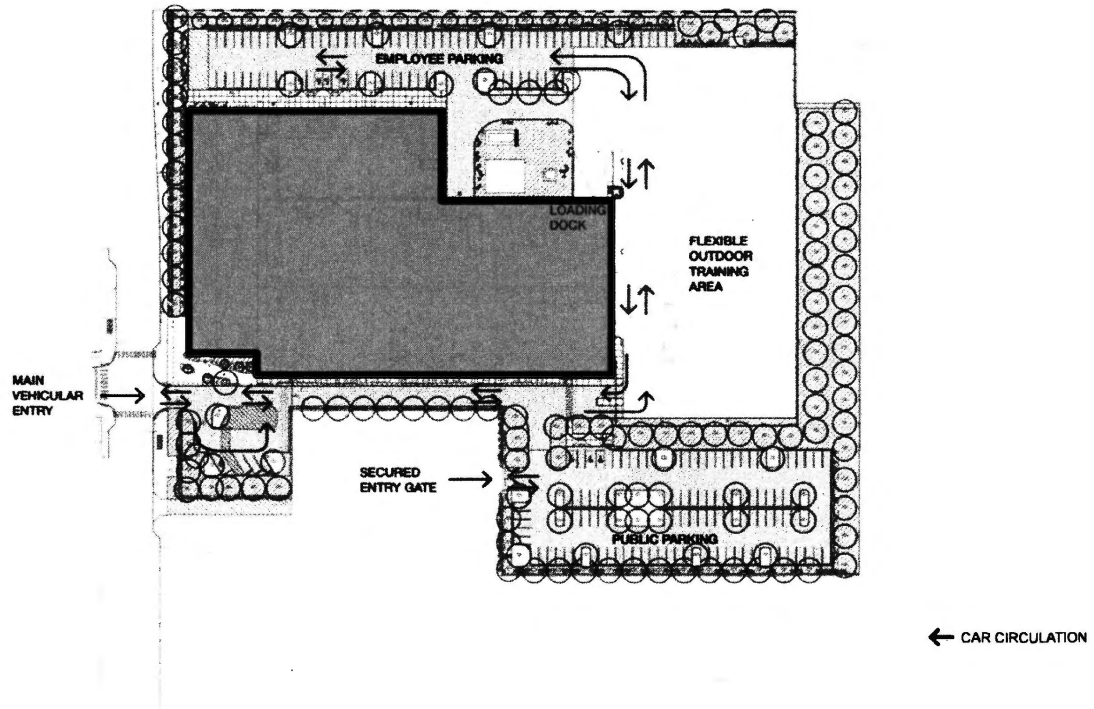 EMPLOYEE PARKING
LOADING
DOCK
FLEXIBLE
OUTDOOR
TRAINING
AREA
MAIN
VEHICULAR
ENTRY
SECURED
ENTRY GATE
PUBLIC PARKING
CAR CIRCULATION